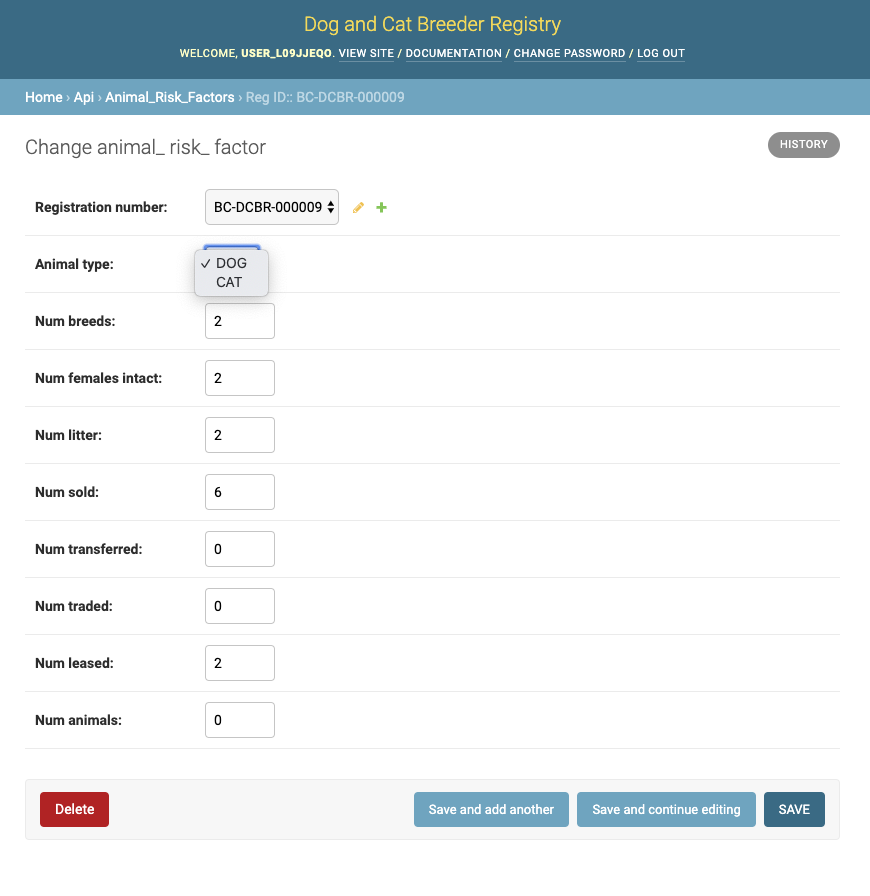 Dog and Cat Breeder Registry
WELCOME, USER_L09JJEQO. VIEW SITE / DOCUMENTATION / CHANGE PASSWORD / LOG OUT
Home › Api › Animal_Risk_Factors › Reg ID:: BC-DCBR-000009
Change animal_ risk_ factor
HISTORY
Registration number: BC-DCBR-000009
Animal type: ✓ DOG
CAT
Num breeds: 2
Num females intact: 2
Num litter: 2
Num sold: 6
Num transferred: 0
Num traded: 0
Num leased: 2
Num animals: 0
Delete Save and add another Save and continue editing SAVE